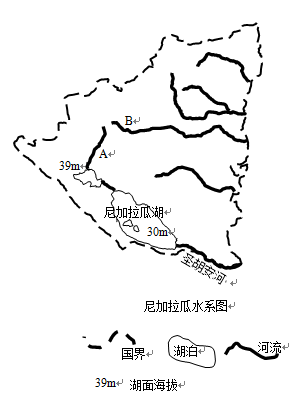 B
A
39m
尼加拉瓜湖
30m
圣胡安河
尼加拉瓜水系图
国界
湖泊
河流
39m 湖面海拔